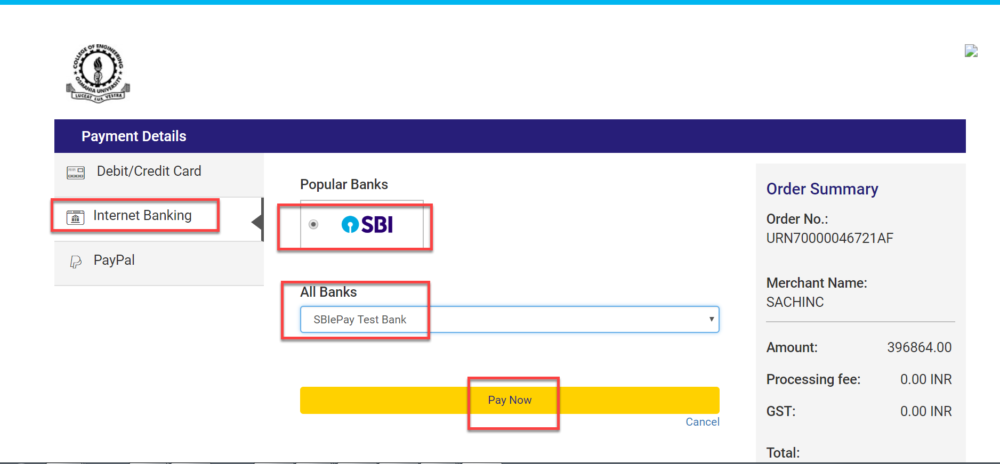 COLLEGE OF ENGINEERING
OSMANIA UNIVERSITY
LUCEAT LUX VESTRA
Payment Details
Debit/Credit Card
Internet Banking
PayPal
Popular Banks
SBI
All Banks
SBIePay Test Bank
Pay Now
Cancel
Order Summary
Order No.:
URN70000046721AF
Merchant Name:
SACHINC
Amount: 396864.00
Processing fee: 0.00 INR
GST: 0.00 INR
Total: